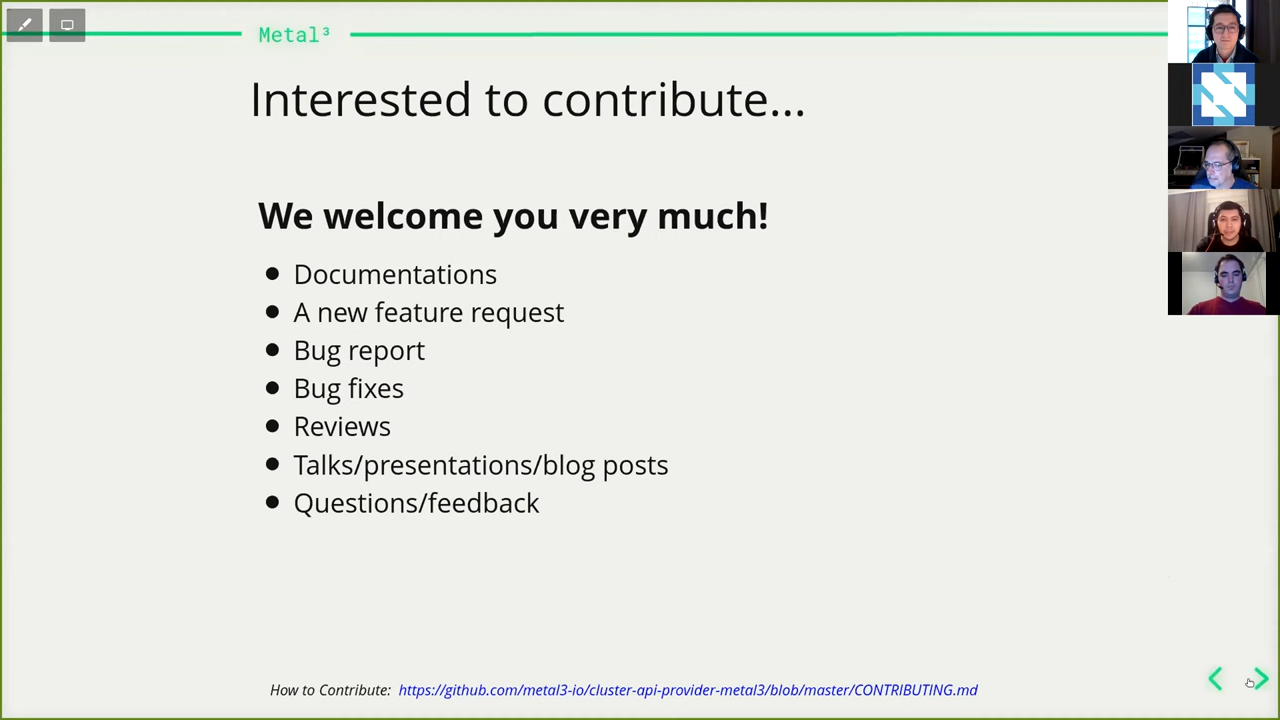 Metal³
Interested to contribute...
We welcome you very much!
Documentations
A new feature request
Bug report
Bug fixes
Reviews
Talks/presentations/blog posts
Questions/feedback
How to Contribute: https://github.com/metal3-io/cluster-api-provider-metal3/blob/master/CONTRIBUTING.md